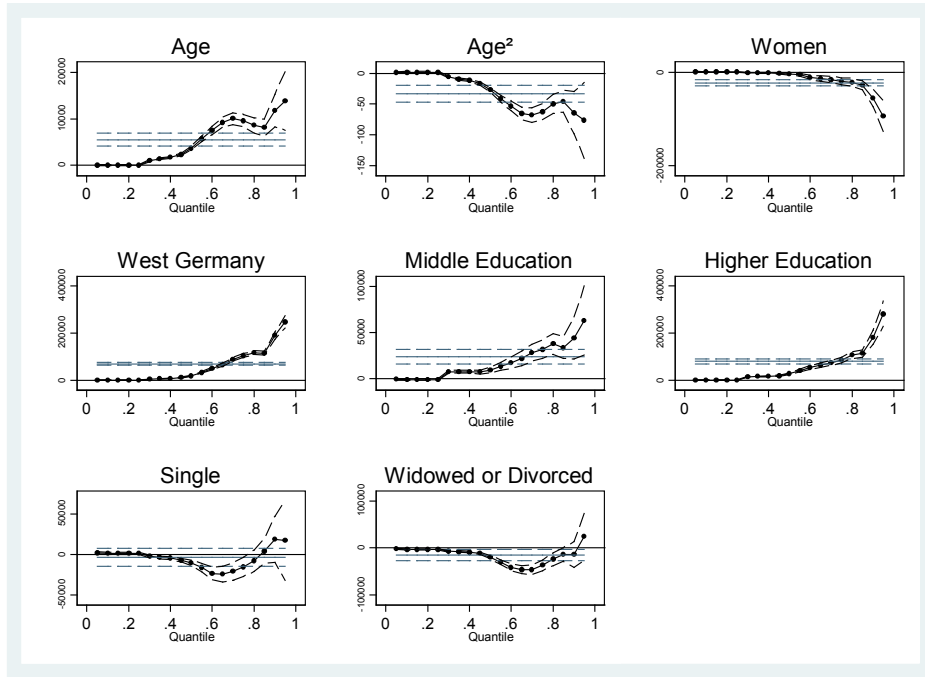 Age
20000
10000
0
0 .2 .4 .6 .8 1
Quantile
Age²
0
-50
-100
-150
0 .2 .4 .6 .8 1
Quantile
Women
0
-200000
0 .2 .4 .6 .8 1
Quantile
West Germany
400000
200000
0
0 .2 .4 .6 .8 1
Quantile
Middle Education
100000
50000
0
0 .2 .4 .6 .8 1
Quantile
Higher Education
400000
200000
0
0 .2 .4 .6 .8 1
Quantile
Single
50000
0
-50000
0 .2 .4 .6 .8 1
Quantile
Widowed or Divorced
100000
0
-100000
0 .2 .4 .6 .8 1
Quantile